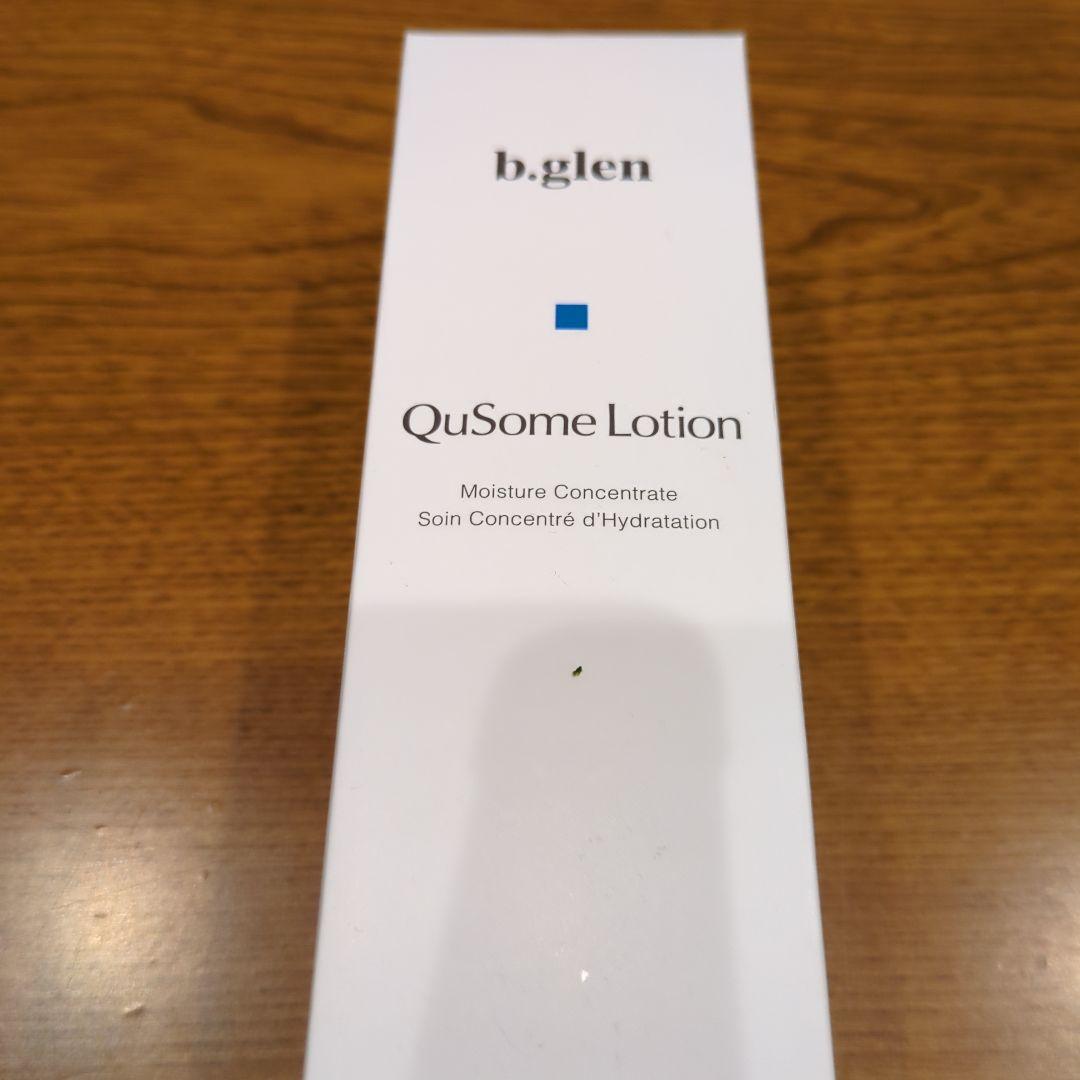 b.glen
QuSome Lotion
Moisture Concentrate
Soin Concentré d'Hydratation